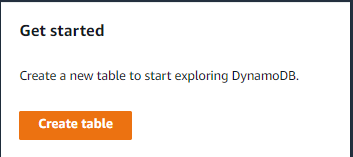 Get started
Create a new table to start exploring DynamoDB.
Create table